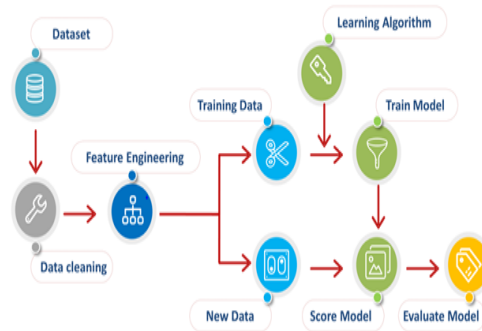 Dataset
Learning Algorithm
Training Data
Train Model
Feature Engineering
Data cleaning
New Data
Score Model
Evaluate Model